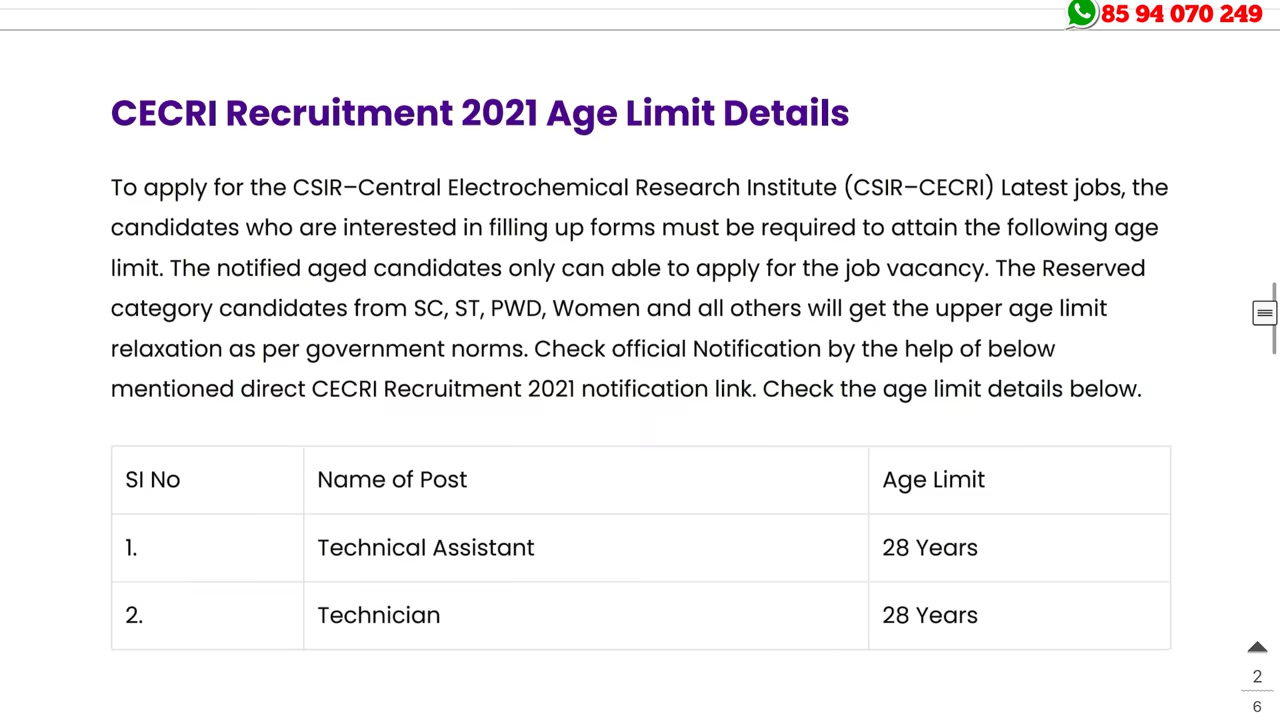 85 94 070 249
CECRI Recruitment 2021 Age Limit Details
To apply for the CSIR–Central Electrochemical Research Institute (CSIR–CECRI) Latest jobs, the
candidates who are interested in filling up forms must be required to attain the following age
limit. The notified aged candidates only can able to apply for the job vacancy. The Reserved
category candidates from SC, ST, PWD, Women and all others will get the upper age limit
relaxation as per government norms. Check official Notification by the help of below
mentioned direct CECRI Recruitment 2021 notification link. Check the age limit details below.
SI No Name of Post Age Limit
1. Technical Assistant 28 Years
2. Technician 28 Years
2
6